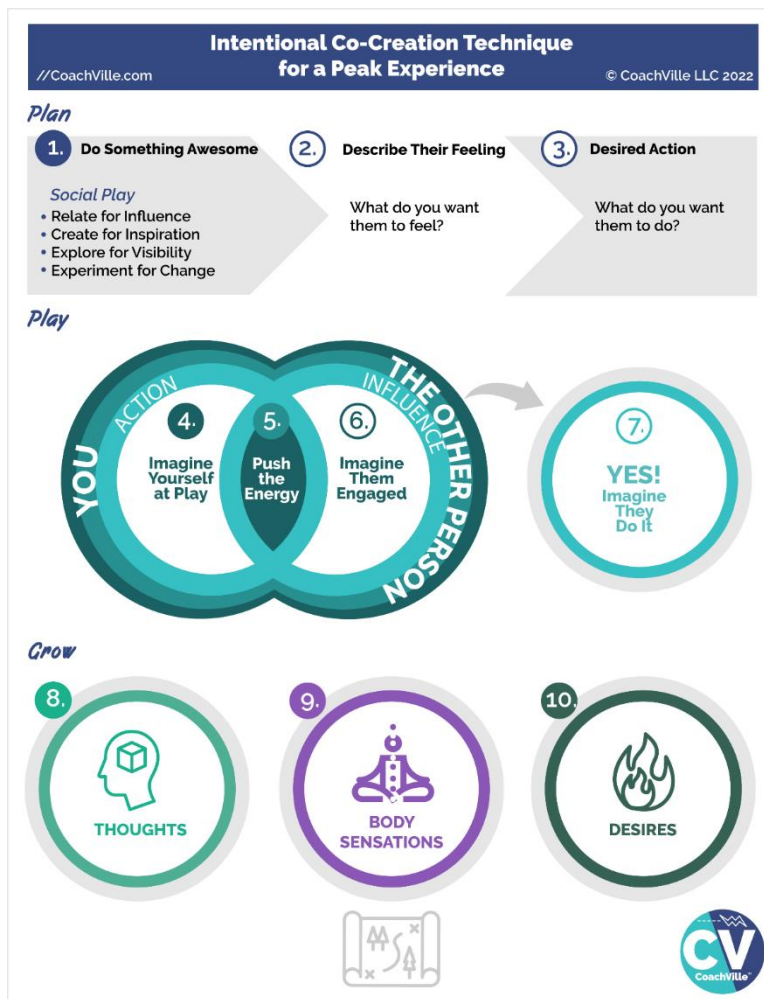 Intentional Co-Creation Technique
for a Peak Experience
//CoachVille.com
© CoachVille LLC 2022
Plan
1. Do Something Awesome
Social Play
• Relate for Influence
• Create for Inspiration
• Explore for Visibility
• Experiment for Change
2. Describe Their Feeling
What do you want
them to feel?
3. Desired Action
What do you want
them to do?
Play
YOU
ACTION
4.
Imagine
Yourself
at Play
5.
Push
the
Energy
6.
Imagine
Them
Engaged
INFLUENCE
THE OTHER PERSON
7.
YES!
Imagine
They
Do It
Grow
8.
THOUGHTS
9.
BODY
SENSATIONS
10.
DESIRES
CV
CoachVille™